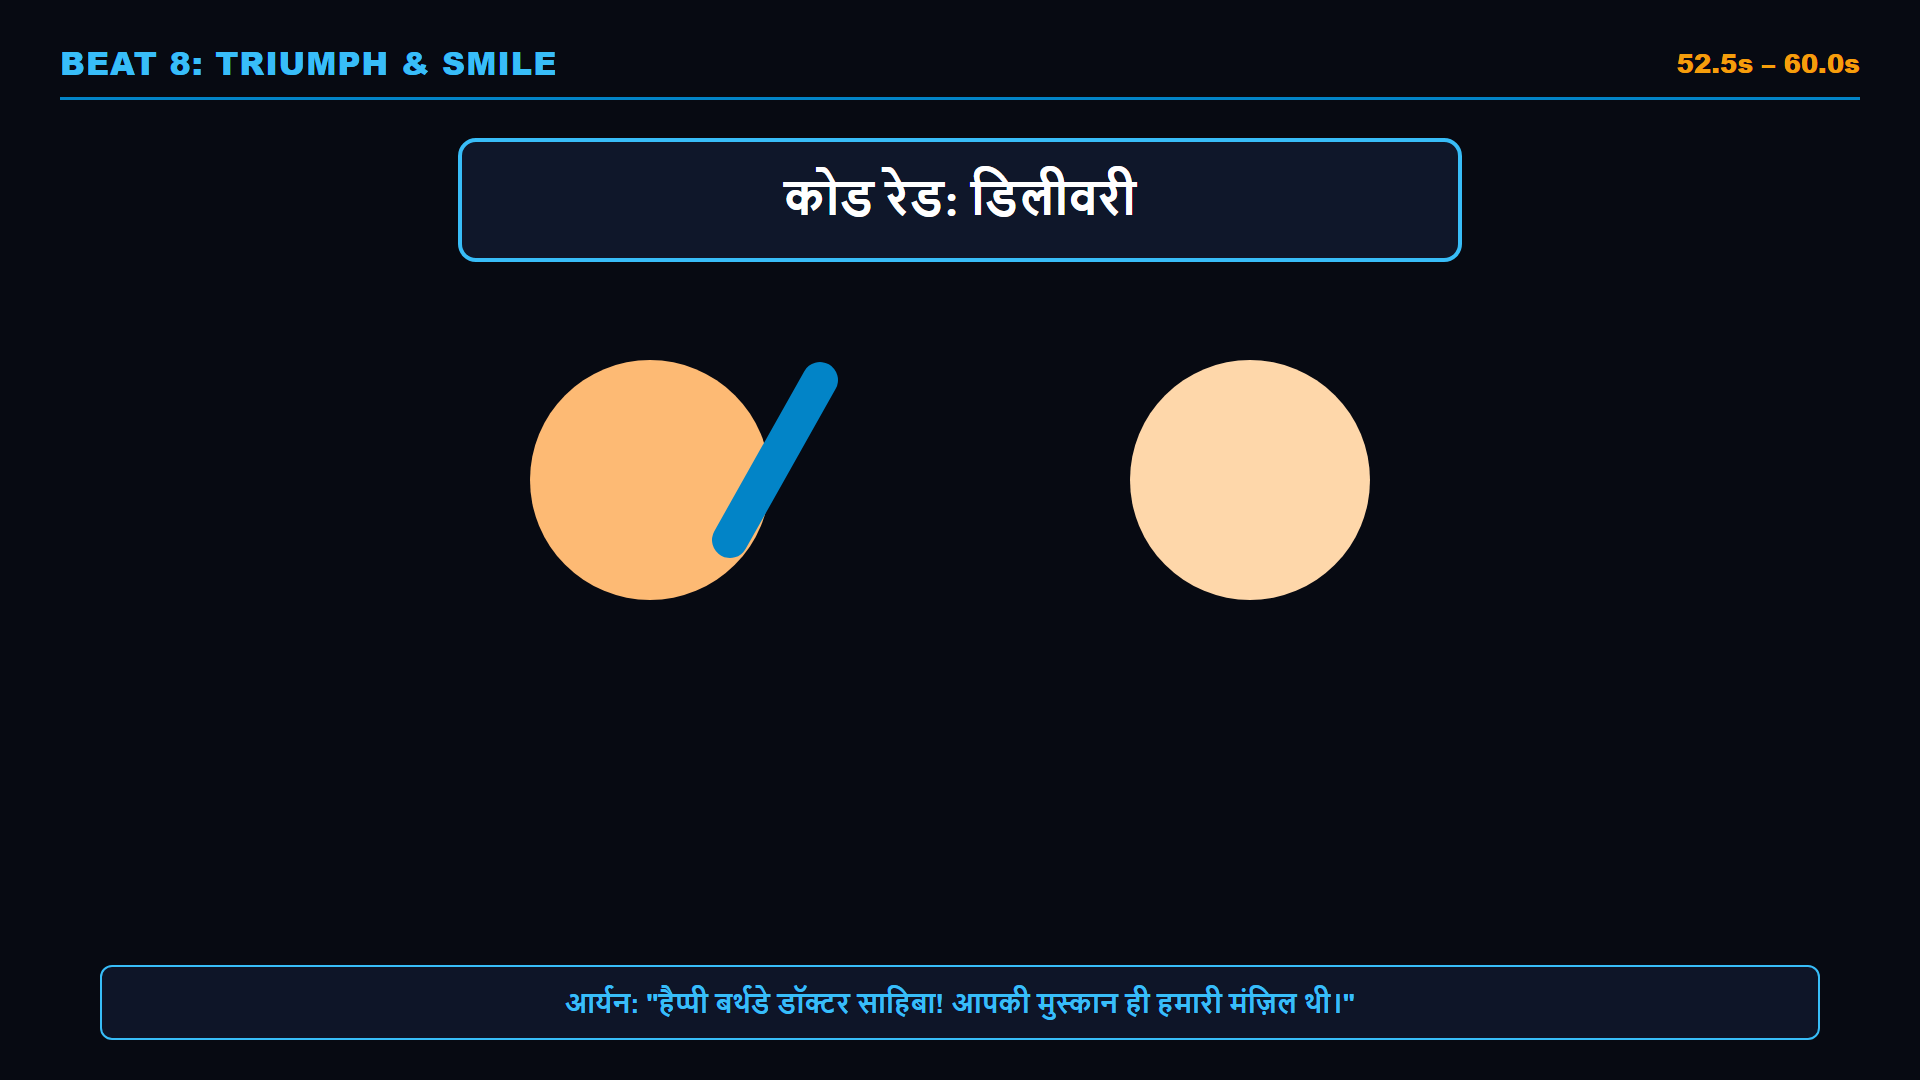 BEAT 8: TRIUMPH & SMILE
52.5s – 60.0s
कोड रेड: डिलीवरी
आर्यन: "हैप्पी बर्थडे डॉक्टर साहिबा! आपकी मुस्कान ही हमारी मंज़िल थी।"